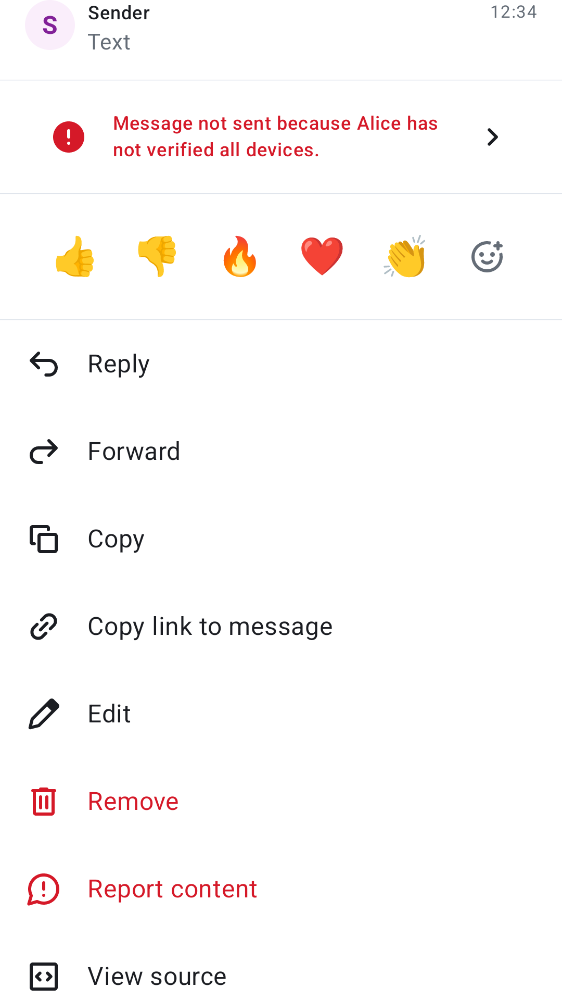 S
Sender
12:34
Text
Message not sent because Alice has
not verified all devices.
Reply
Forward
Copy
Copy link to message
Edit
Remove
Report content
View source